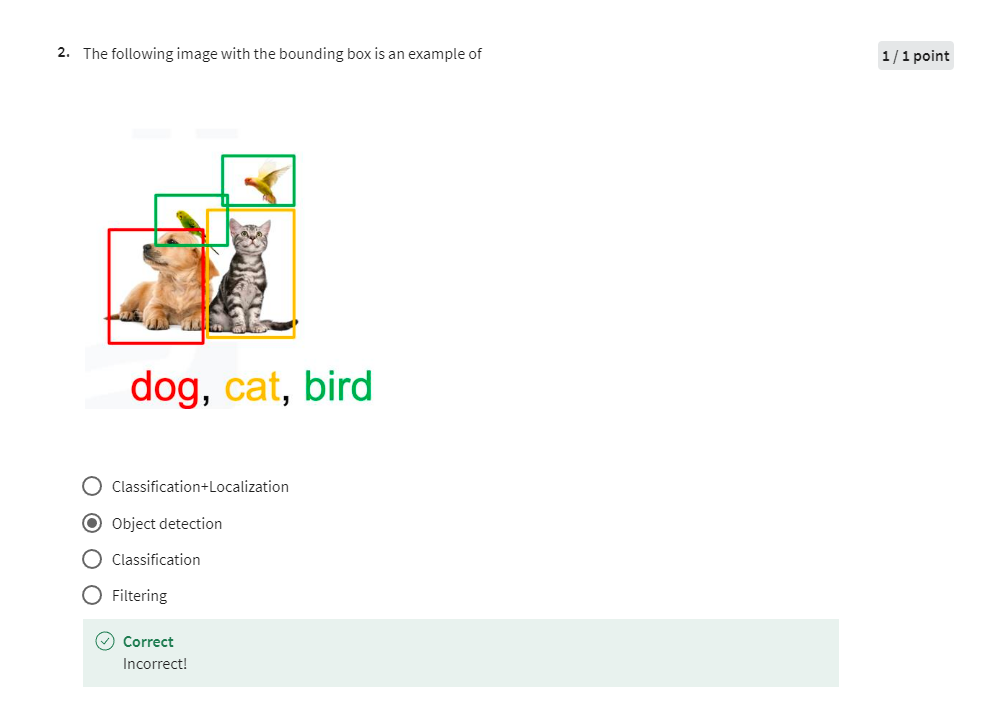 2. The following image with the bounding box is an example of
1 / 1 point
dog, cat, bird
Classification+Localization
Object detection
Classification
Filtering
Correct
Incorrect!